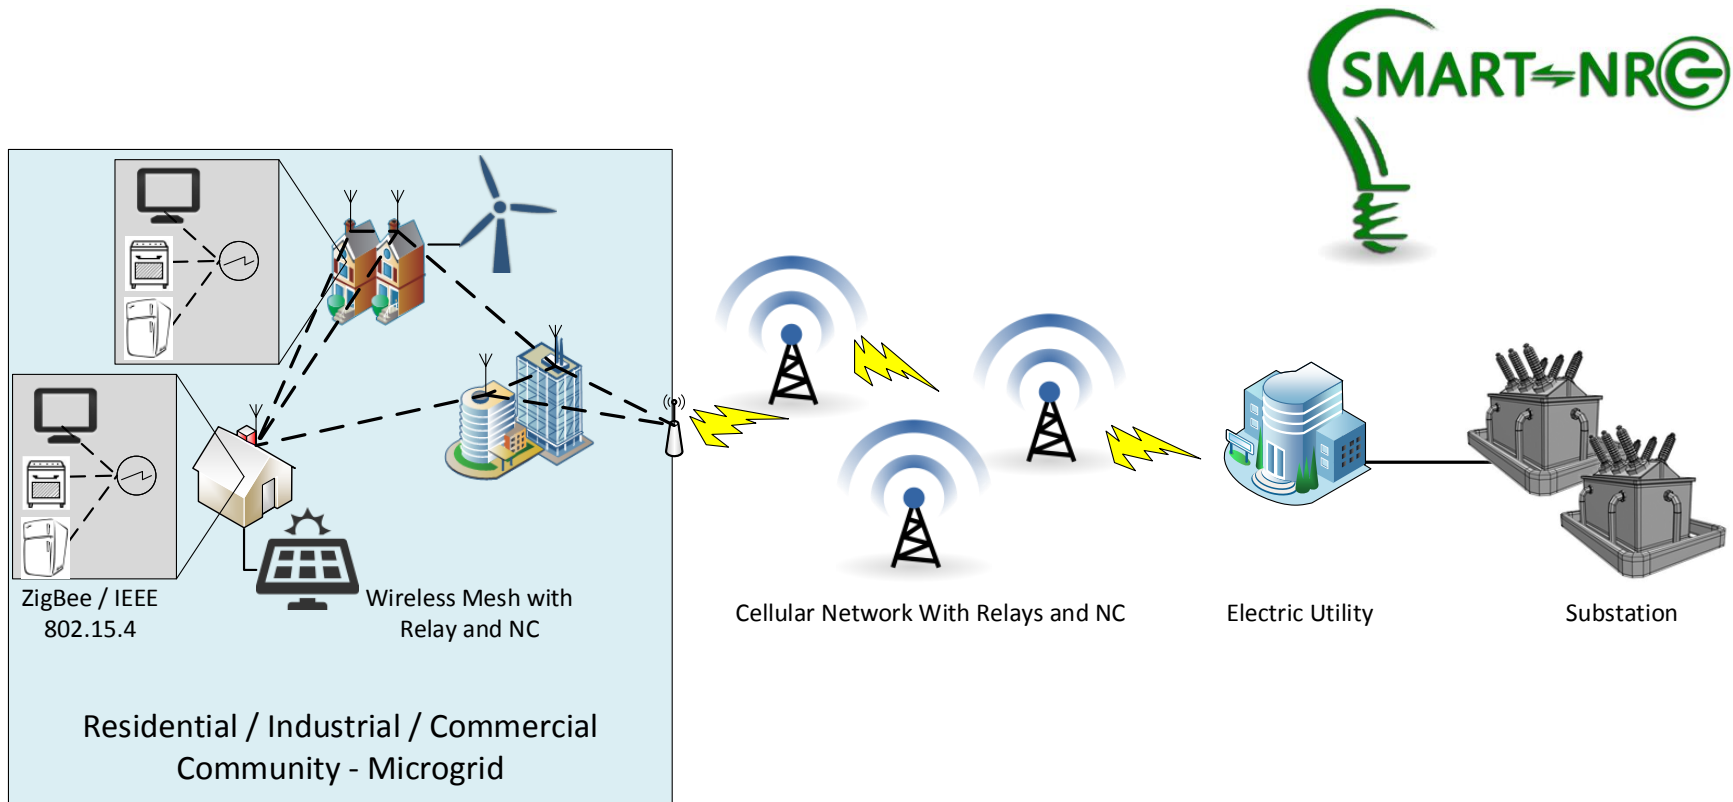 SMART NRG
ZigBee / IEEE
802.15.4
Wireless Mesh with
Relay and NC
Cellular Network With Relays and NC
Electric Utility
Substation
Residential / Industrial / Commercial
Community - Microgrid